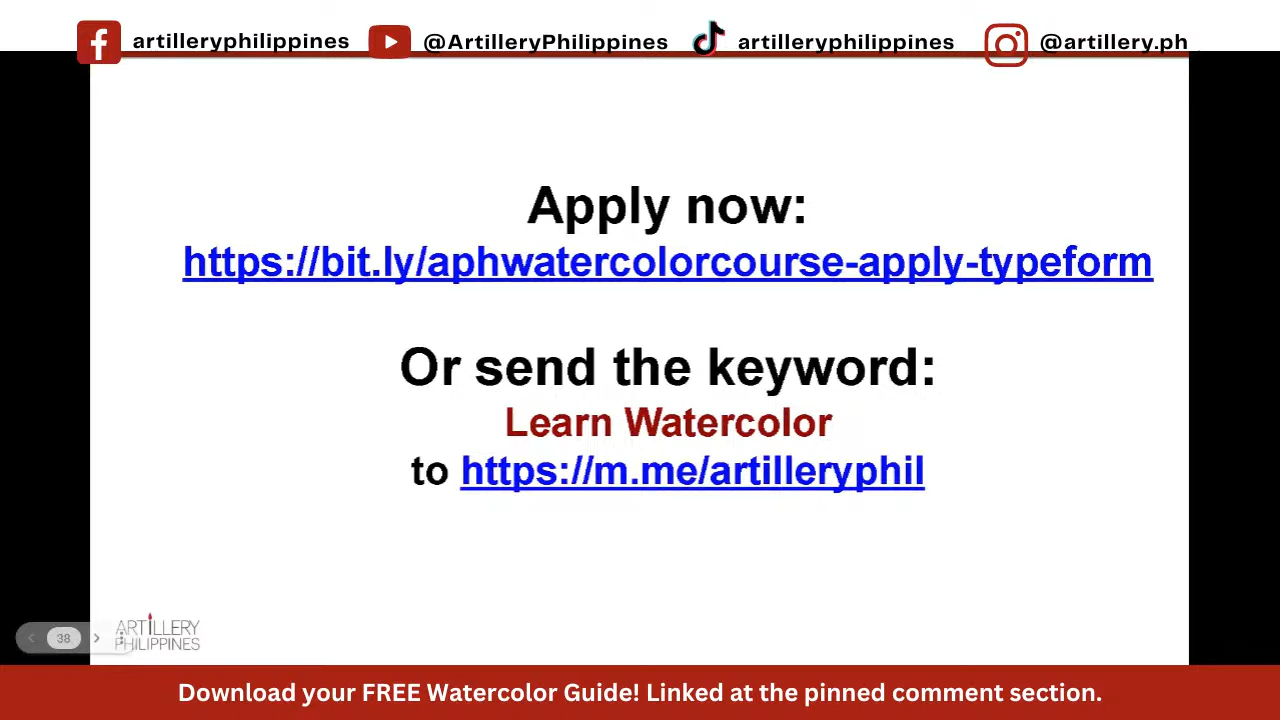 artilleryphilippines @ArtilleryPhilippines artilleryphilippines @artillery.ph
Apply now:
https://bit.ly/aphwatercolorcourse-apply-typeform
Or send the keyword:
Learn Watercolor
to https://m.me/artilleryphil
38
ARTILLERY
PHILIPPINES
Download your FREE Watercolor Guide! Linked at the pinned comment section.